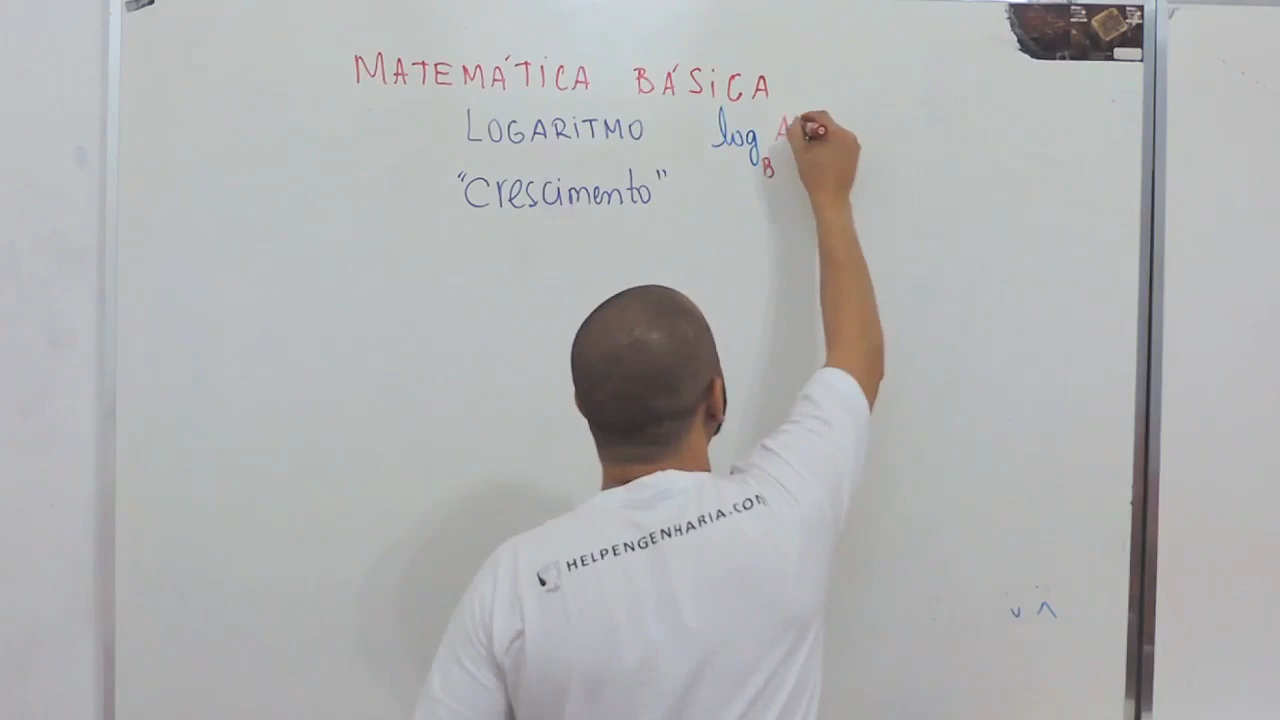 MATEMÁTICA BÁSICA
LOGARITMO log B A
"Crescimento"
HELPENGENHARIA.COM